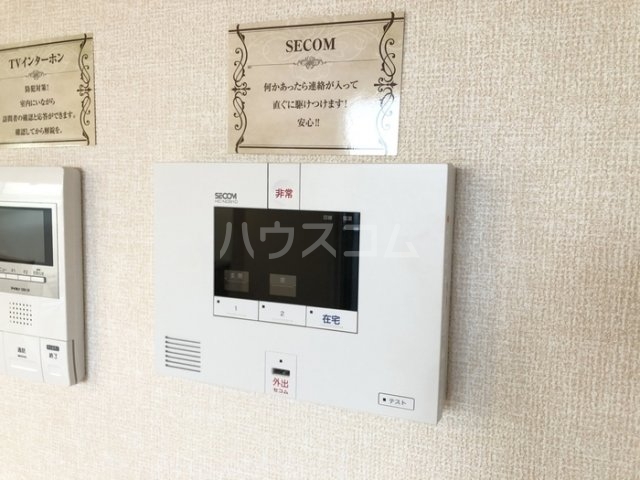 TVインターホン
防犯対策!
室内にいながら
訪問者の確認と応答ができます。
確認してから解錠を。
SECOM
何かあったら連絡が入って
直ぐに駆けつけます!
安心!!
SECOM
非常
ハウスコム
1
2
在宅
外出
セコム
テスト
通話
終了